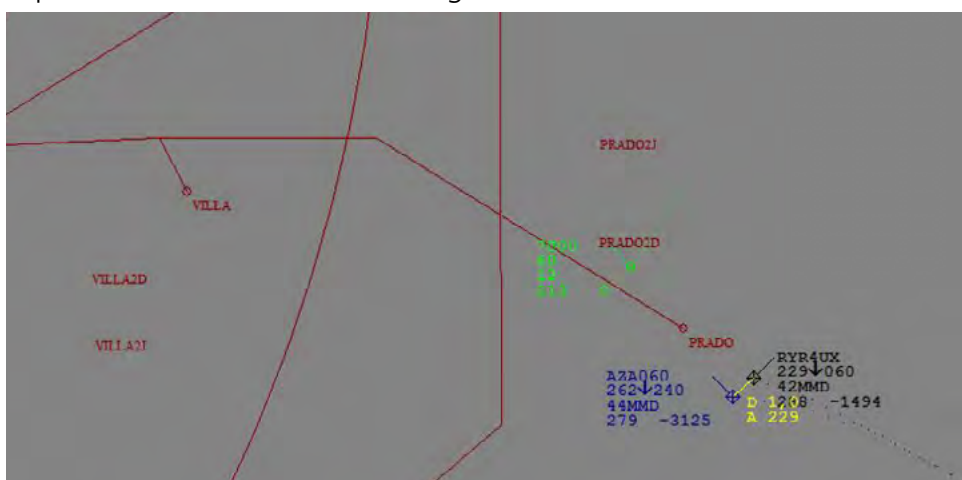 PRADO2J
VILLA
PRADO2D
VILLA2D
VILLA2J
PRADO
RYR4UX
229↓060
42MMD
-1494
AZA060
262↓240
44MMD
279 -3125
D
A 229